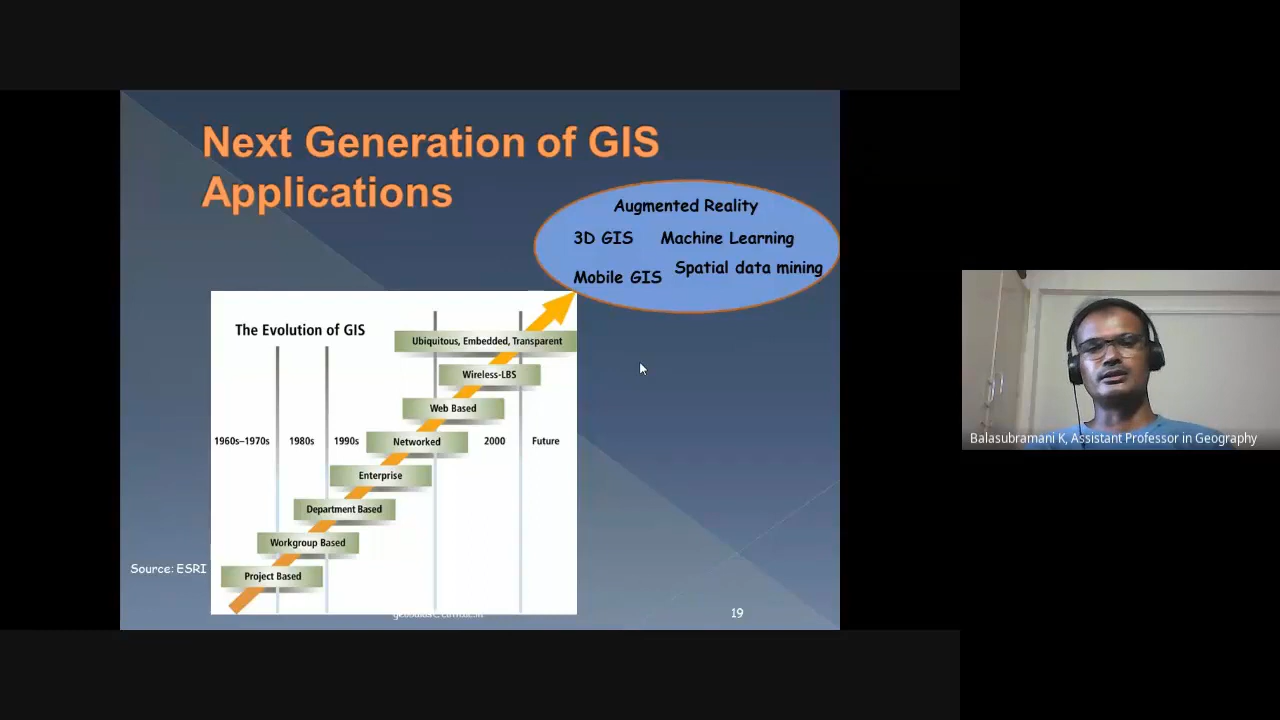 Next Generation of GIS
Applications
Augmented Reality
3D GIS Machine Learning
Mobile GIS Spatial data mining
The Evolution of GIS
Ubiquitous, Embedded, Transparent
Wireless-LBS
Web Based
1960s–1970s 1980s 1990s Networked 2000 Future
Enterprise
Department Based
Workgroup Based
Project Based
Source: ESRI
19
Balasubramani K, Assistant Professor in Geography